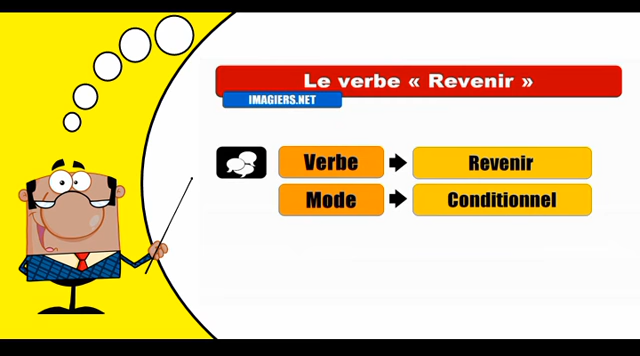 Le verbe « Revenir »
IMAGIERS.NET
Verbe Revenir
Mode Conditionnel